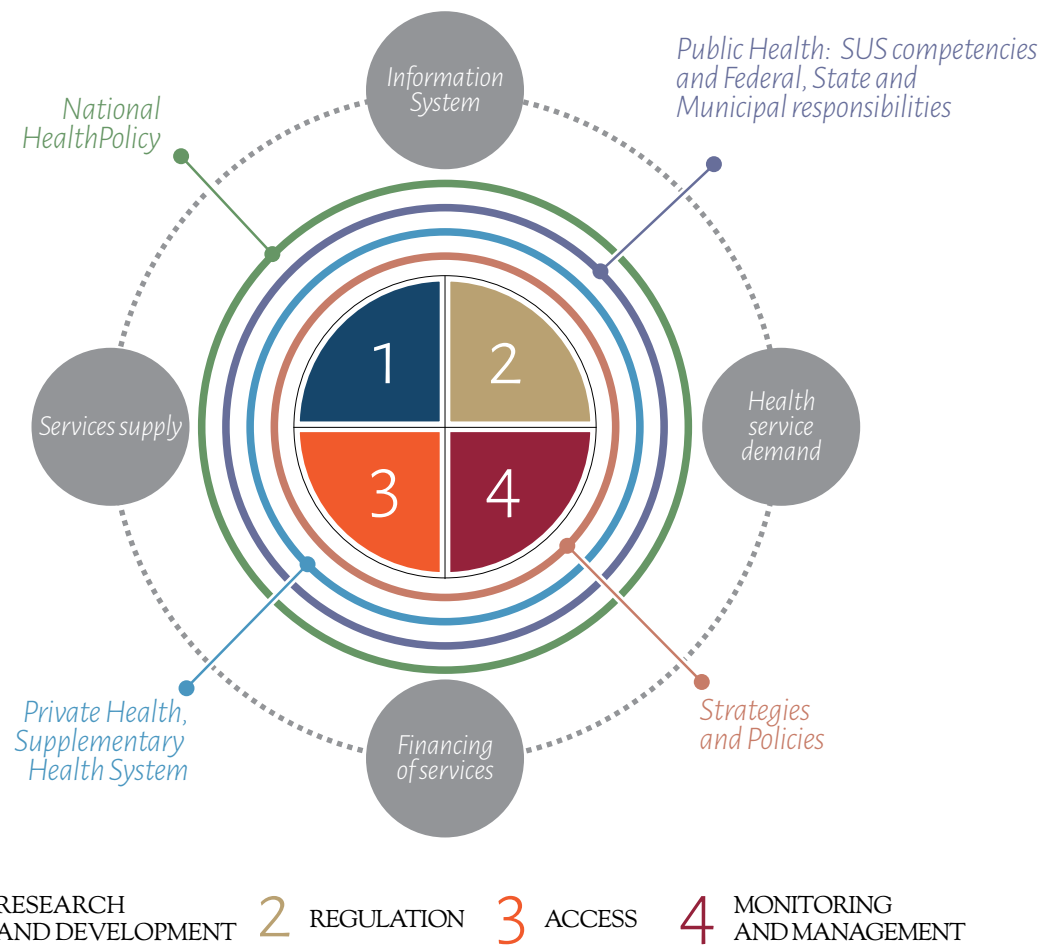 Information
System
Public Health: SUS competencies
and Federal, State and
Municipal responsibilities
National
HealthPolicy
1
2
Services supply
Health
service
demand
3
4
Private Health,
Supplementary
Health System
Strategies
and Policies
Financing
of services
RESEARCH
AND DEVELOPMENT
2 REGULATION
3 ACCESS
4 MONITORING
AND MANAGEMENT